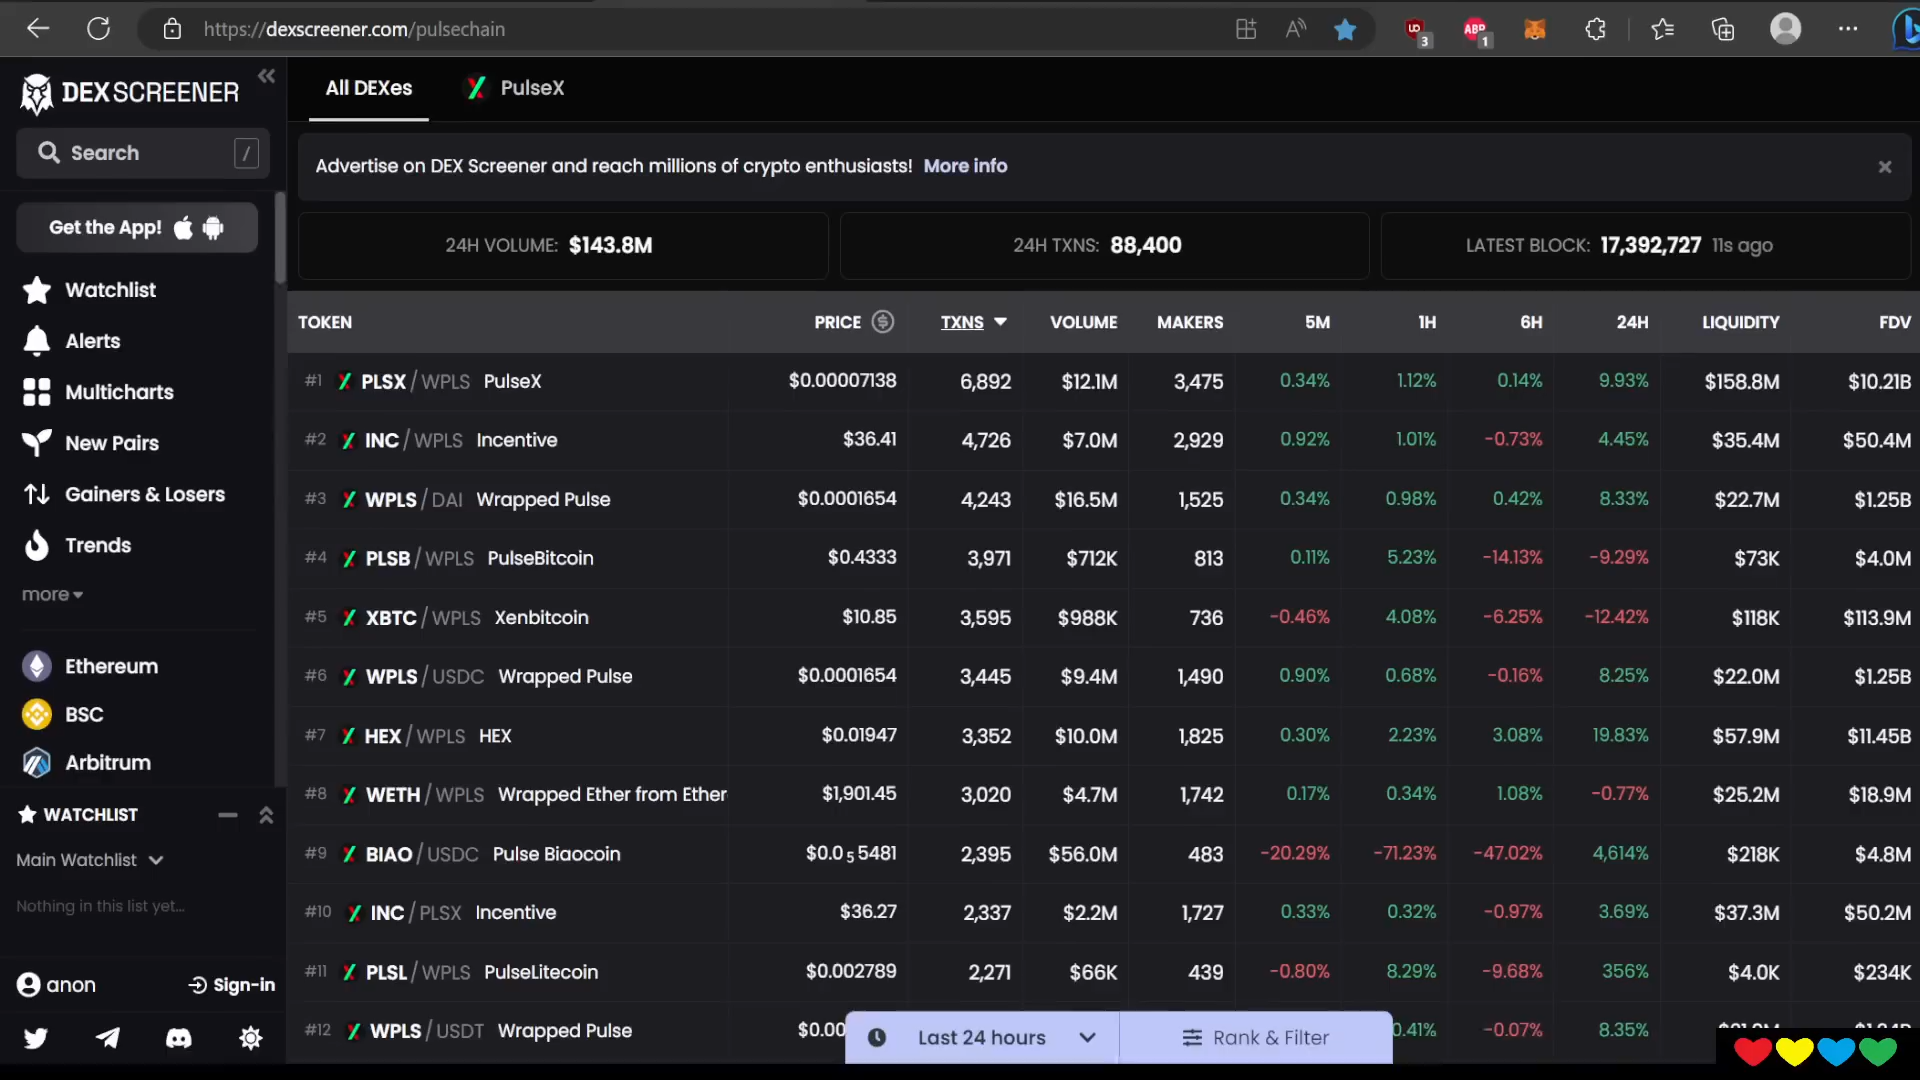 https://dexscreener.com/pulsechain
3
ABP
1
DEX SCREENER
All DEXes
PulseX
Search
/
Advertise on DEX Screener and reach millions of crypto enthusiasts! More info
Get the App!
24H VOLUME: $143.8M
24H TXNS: 88,400
LATEST BLOCK: 17,392,727 11s ago
Watchlist
Alerts
Multicharts
New Pairs
Gainers & Losers
Trends
more
Ethereum
BSC
Arbitrum
WATCHLIST
Main Watchlist
Nothing in this list yet...
anon
Sign-in
TOKEN PRICE TXNS VOLUME MAKERS 5M 1H 6H 24H LIQUIDITY FDV
#1 PLSX/WPLS PulseX $0.00007138 6,892 $12.1M 3,475 0.34% 1.12% 0.14% 9.93% $158.8M $10.21B
#2 INC/WPLS Incentive $36.41 4,726 $7.0M 2,929 0.92% 1.01% -0.73% 4.45% $35.4M $50.4M
#3 WPLS/DAI Wrapped Pulse $0.0001654 4,243 $16.5M 1,525 0.34% 0.98% 0.42% 8.33% $22.7M $1.25B
#4 PLSB/WPLS PulseBitcoin $0.4333 3,971 $712K 813 0.11% 5.23% -14.13% -9.29% $73K $4.0M
#5 XBTC/WPLS Xenbitcoin $10.85 3,595 $988K 736 -0.46% 4.08% -6.25% -12.42% $118K $113.9M
#6 WPLS/USDC Wrapped Pulse $0.0001654 3,445 $9.4M 1,490 0.90% 0.68% -0.16% 8.25% $22.0M $1.25B
#7 HEX/WPLS HEX $0.01947 3,352 $10.0M 1,825 0.30% 2.23% 3.08% 19.83% $57.9M $11.45B
#8 WETH/WPLS Wrapped Ether from Ether $1,901.45 3,020 $4.7M 1,742 0.17% 0.34% 1.08% -0.77% $25.2M $18.9M
#9 BIAO/USDC Pulse Biaocoin $0.0₅5481 2,395 $56.0M 483 -20.29% -71.23% -47.02% 4,614% $218K $4.8M
#10 INC/PLSX Incentive $36.27 2,337 $2.2M 1,727 0.33% 0.32% -0.97% 3.69% $37.3M $50.2M
#11 PLSL/WPLS PulseLitecoin $0.002789 2,271 $66K 439 -0.80% 8.29% -9.68% 356% $4.0K $234K
#12 WPLS/USDT Wrapped Pulse $0.00 0.41% -0.07% 8.35%
Last 24 hours
Rank & Filter